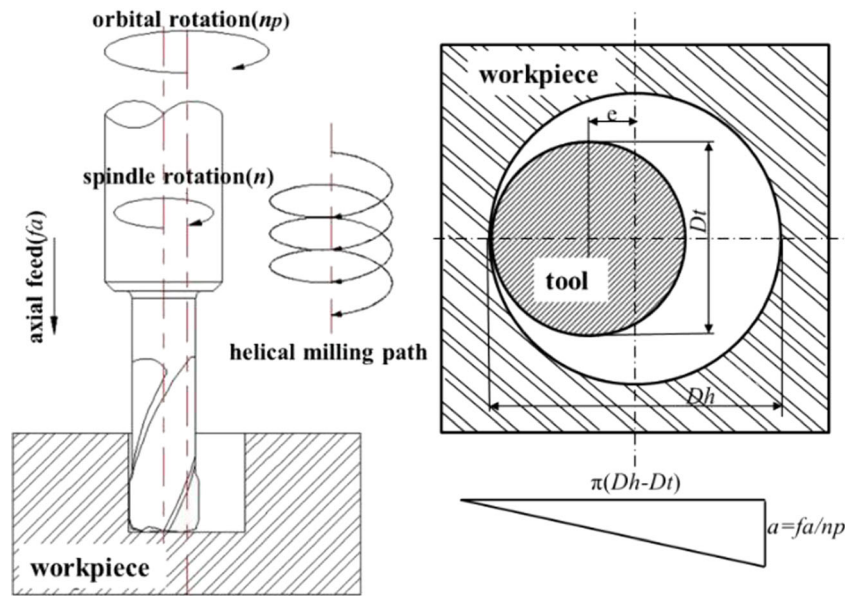 orbital rotation(np)
spindle rotation(n)
axial feed(fa)
helical milling path
workpiece
workpiece
e
Dt
tool
Dh
π(Dh-Dt)
a=fa/np